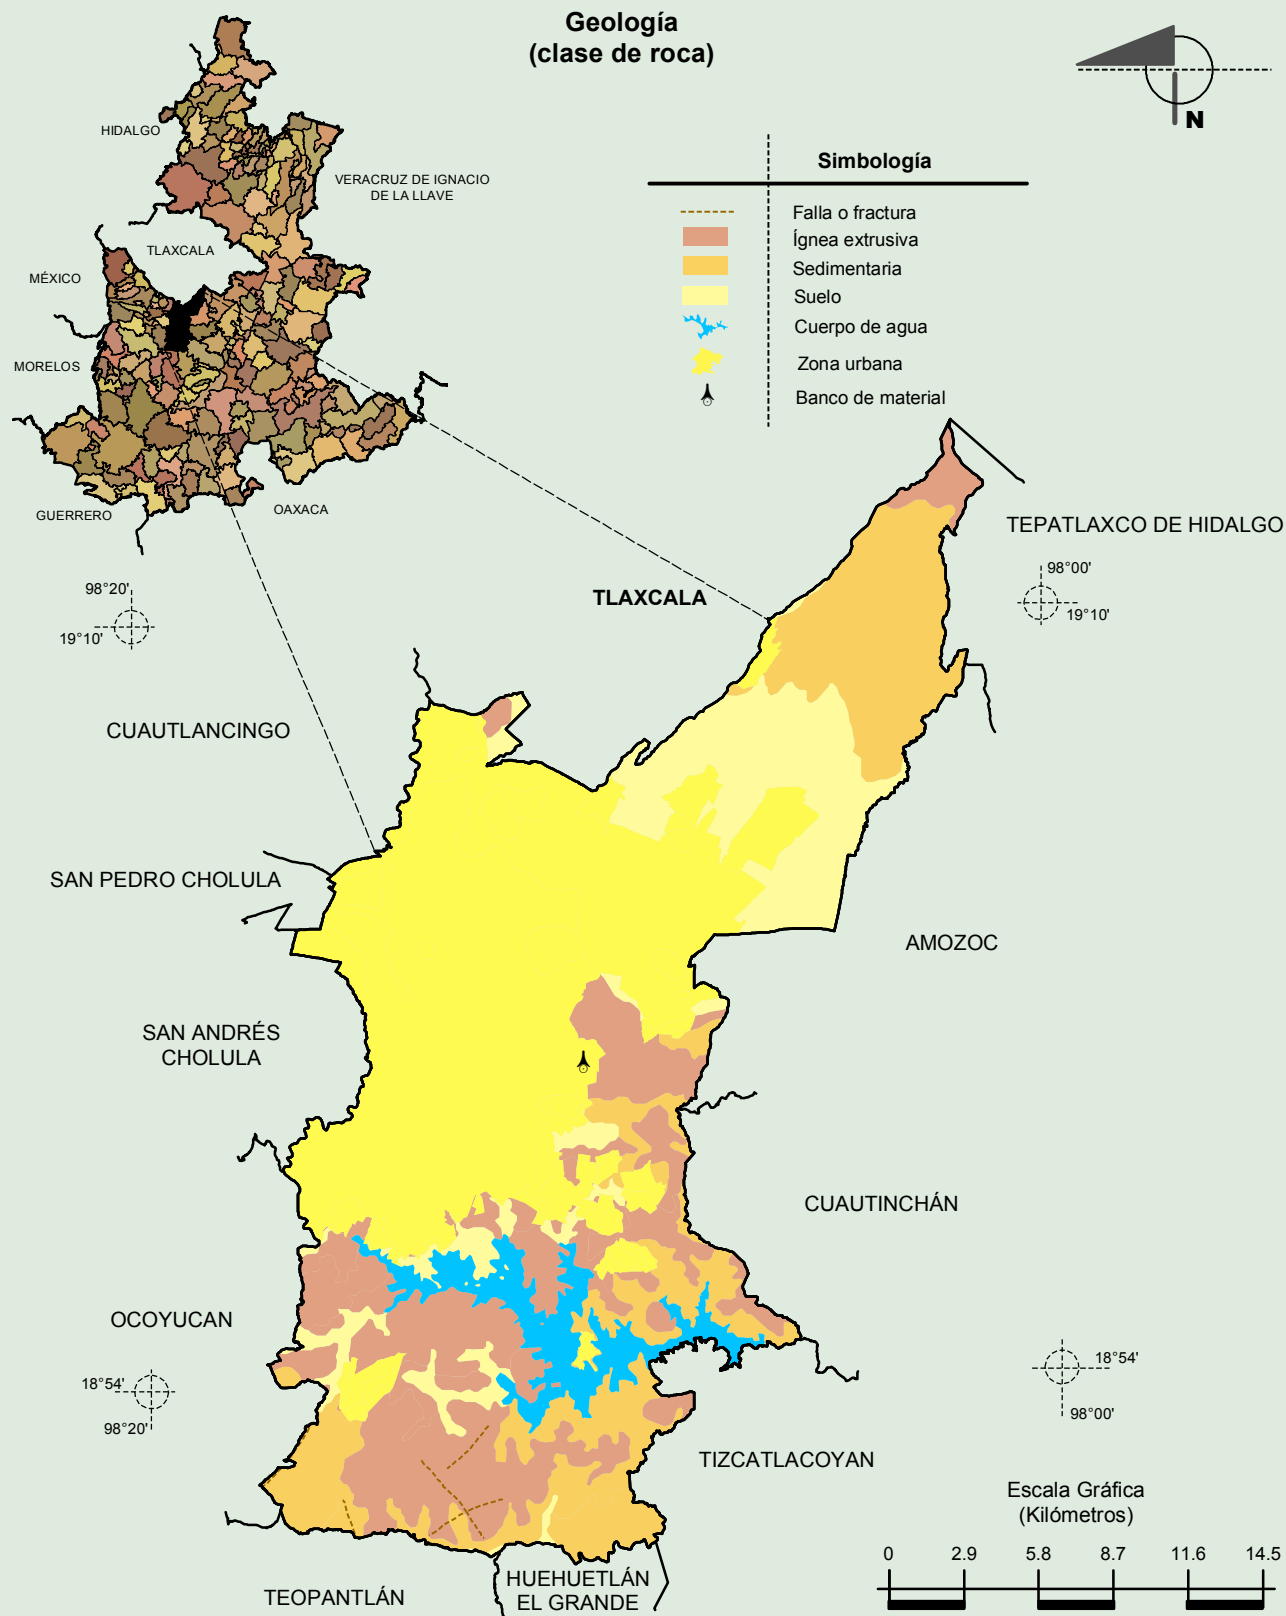 Geología
(clase de roca)
N
HIDALGO
VERACRUZ DE IGNACIO
DE LA LLAVE
TLAXCALA
MÉXICO
MORELOS
GUERRERO
OAXACA
Simbología
Falla o fractura
Ígnea extrusiva
Sedimentaria
Suelo
Cuerpo de agua
Zona urbana
Banco de material
TEPATLAXCO DE HIDALGO
98°20'
19°10'
TLAXCALA
98°00'
19°10'
CUAUTLANCINGO
SAN PEDRO CHOLULA
AMOZOC
SAN ANDRÉS
CHOLULA
CUAUTINCHÁN
OCOYUCAN
18°54'
98°20'
18°54'
98°00'
TIZCATLACOYAN
Escala Gráfica
(Kilómetros)
0 2.9 5.8 8.7 11.6 14.5
TEOPANTLÁN
HUEHUETLÁN
EL GRANDE